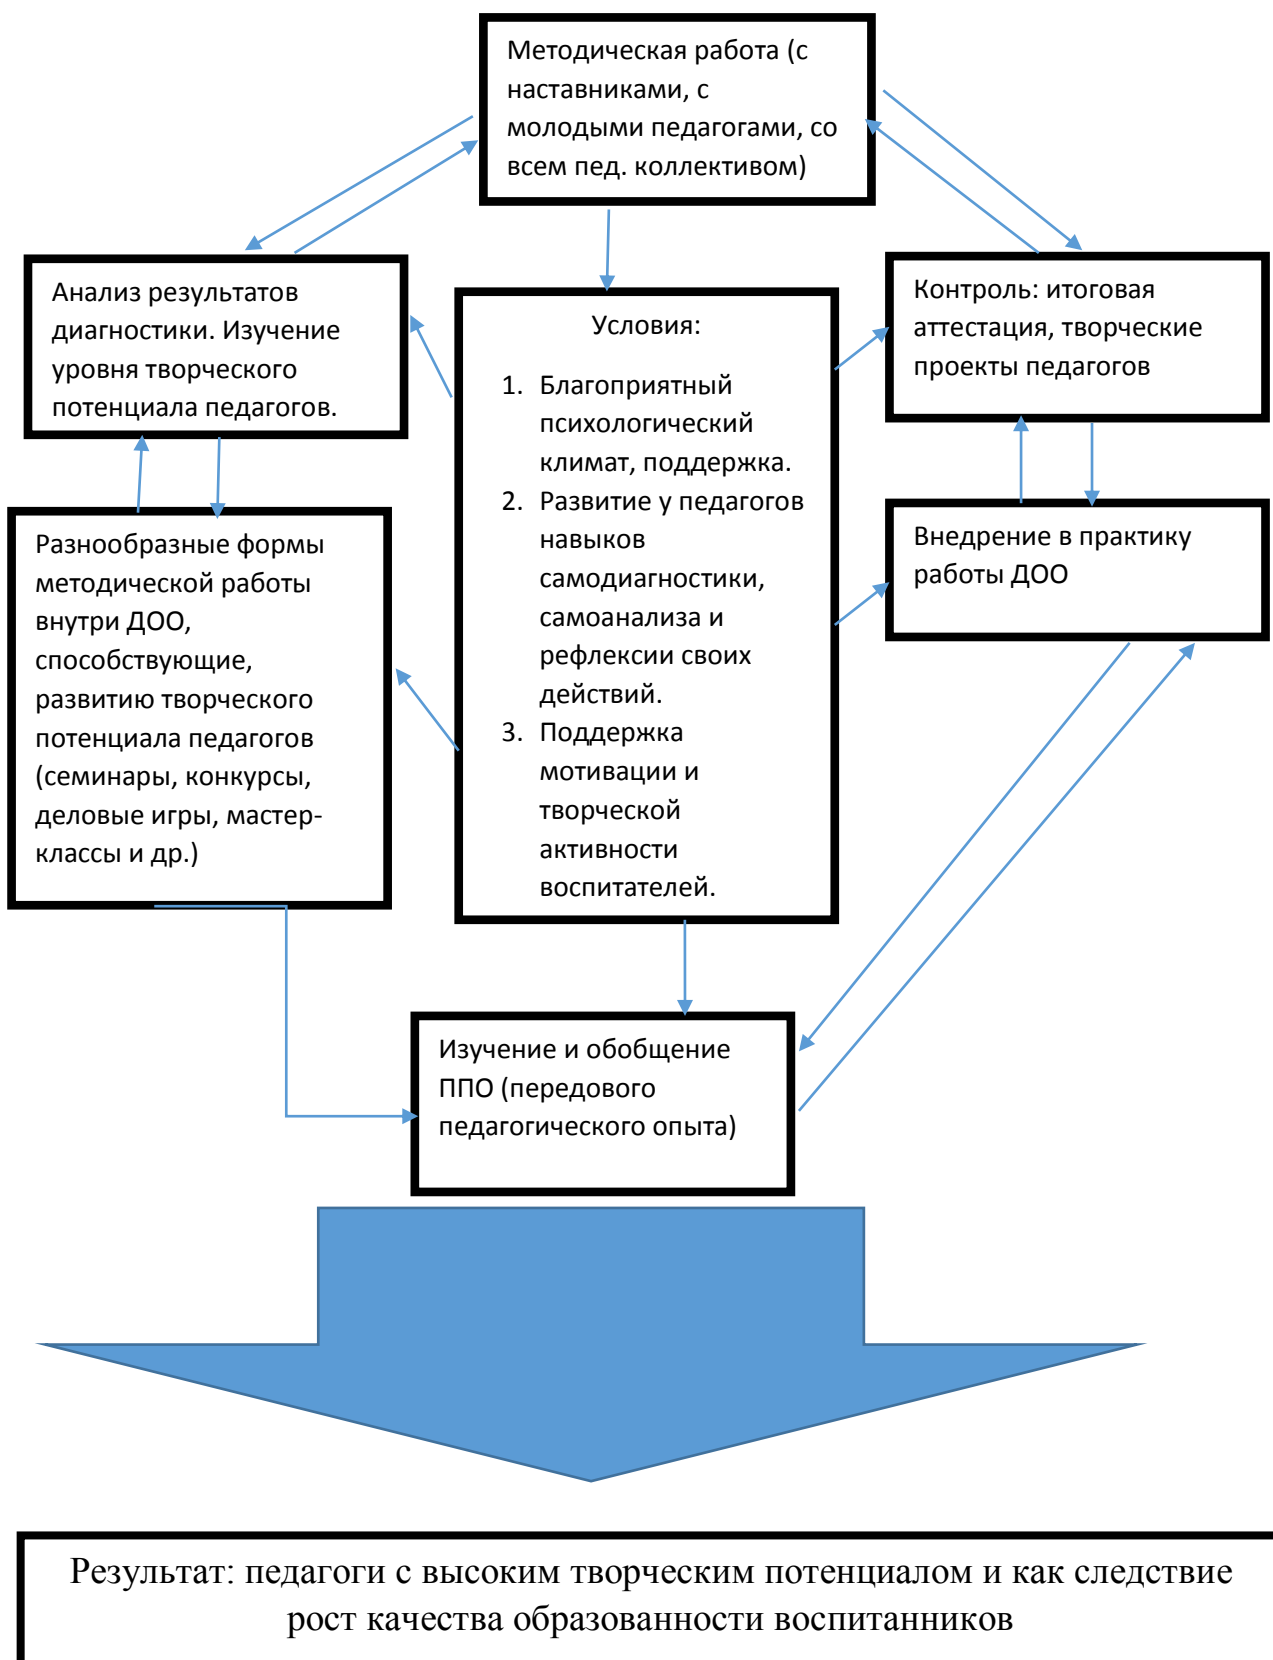 Методическая работа (с
наставниками, с
молодыми педагогами, со
всем пед. коллективом)
Анализ результатов
диагностики. Изучение
уровня творческого
потенциала педагогов.
Условия:
1. Благоприятный
психологический
климат, поддержка.
2. Развитие у педагогов
навыков
самодиагностики,
самоанализа и
рефлексии своих
действий.
3. Поддержка
мотивации и
творческой
активности
воспитателей.
Контроль: итоговая
аттестация, творческие
проекты педагогов
Разнообразные формы
методической работы
внутри ДОО,
способствующие,
развитию творческого
потенциала педагогов
(семинары, конкурсы,
деловые игры, мастер-
классы и др.)
Внедрение в практику
работы ДОО
Изучение и обобщение
ППО (передового
педагогического опыта)
Результат: педагоги с высоким творческим потенциалом и как следствие
рост качества образованности воспитанников